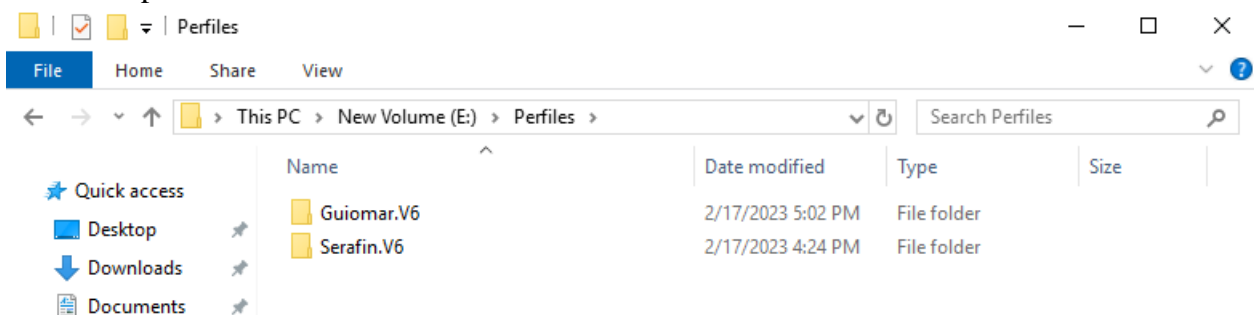 Perfiles
File Home Share View
This PC > New Volume (E:) > Perfiles >
Search Perfiles
Name Date modified Type Size
Quick access
Desktop
Downloads
Documents
Guiomar.V6 2/17/2023 5:02 PM File folder
Serafin.V6 2/17/2023 4:24 PM File folder